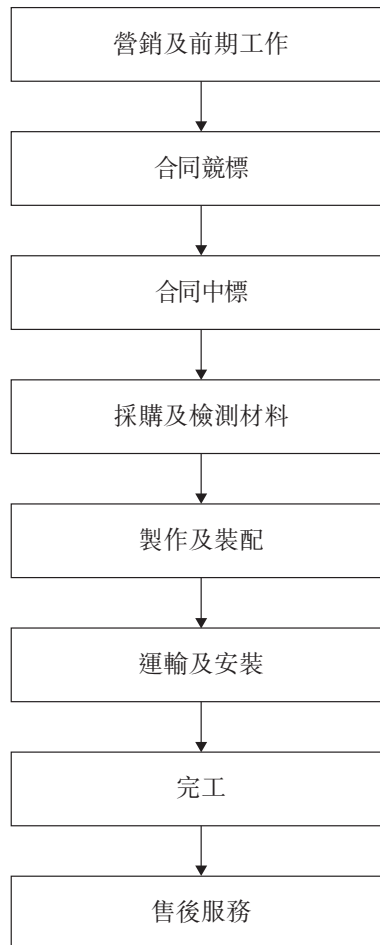 營銷及前期工作
合同競標
合同中標
採購及檢測材料
製作及裝配
運輸及安裝
完工
售後服務